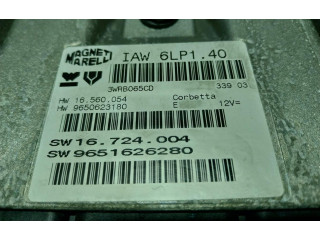 MAGNETI
MARELLI
IAW 6LP1.40
3WRB065CD
339 03
HW 16.560.054
Corbetta
HW 9650623180
E
12V=
SW16.724.004
SW9651626280